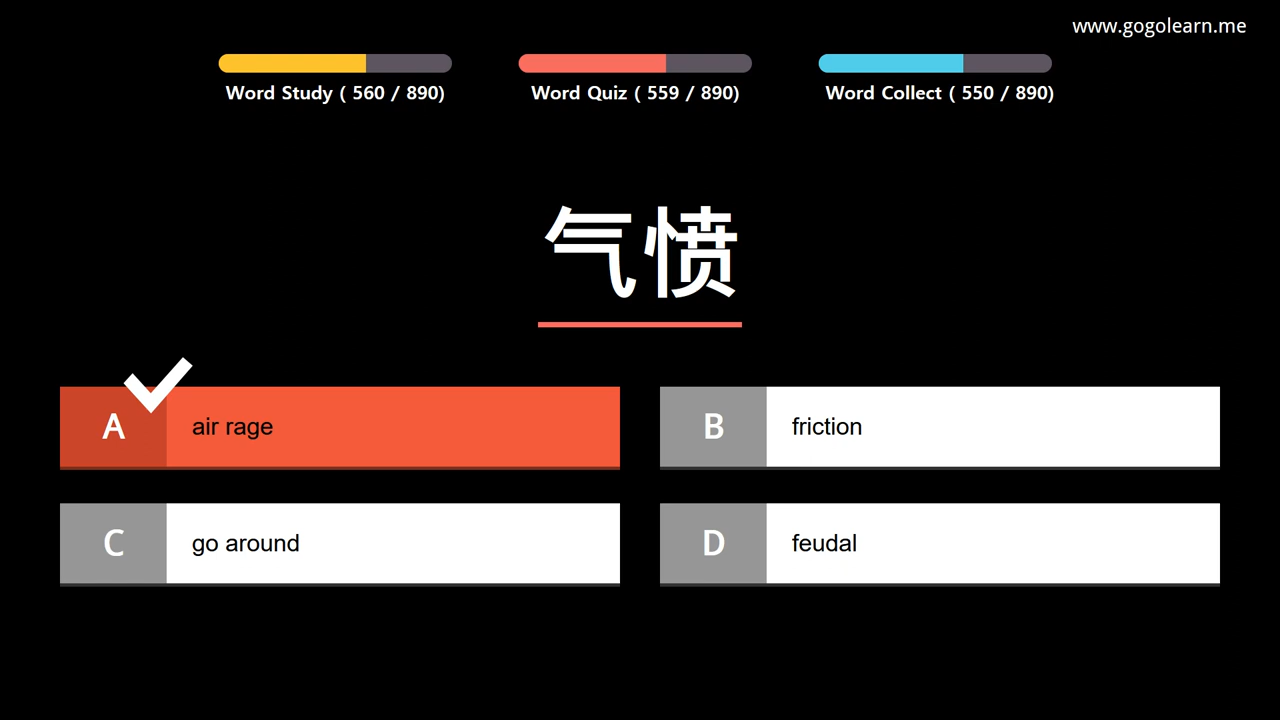 www.gogolearn.me
Word Study ( 560 / 890)
Word Quiz ( 559 / 890)
Word Collect ( 550 / 890)
气愤
A air rage
B friction
C go around
D feudal